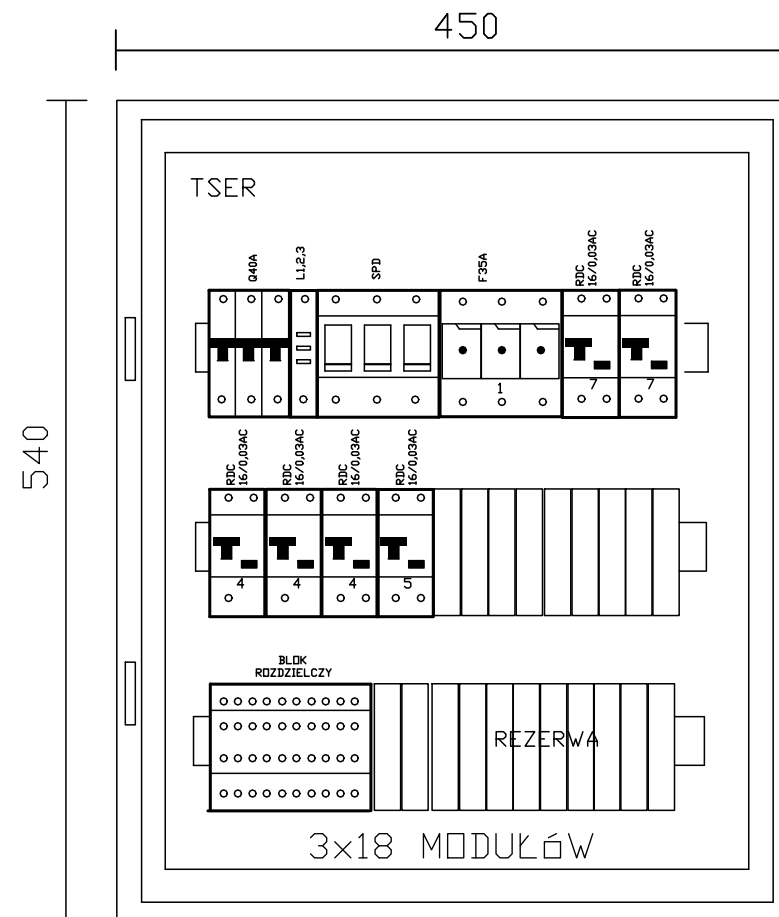 450
540
TSER
Q40A
L1,2,3
SPD
F35A
RDC
16/0,03AC
RDC
16/0,03AC
1
7
7
RDC
16/0,03AC
RDC
16/0,03AC
RDC
16/0,03AC
RDC
16/0,03AC
4
4
4
5
BLOK
ROZDZIELCZY
REZERWA
3x18 MODUŁóW